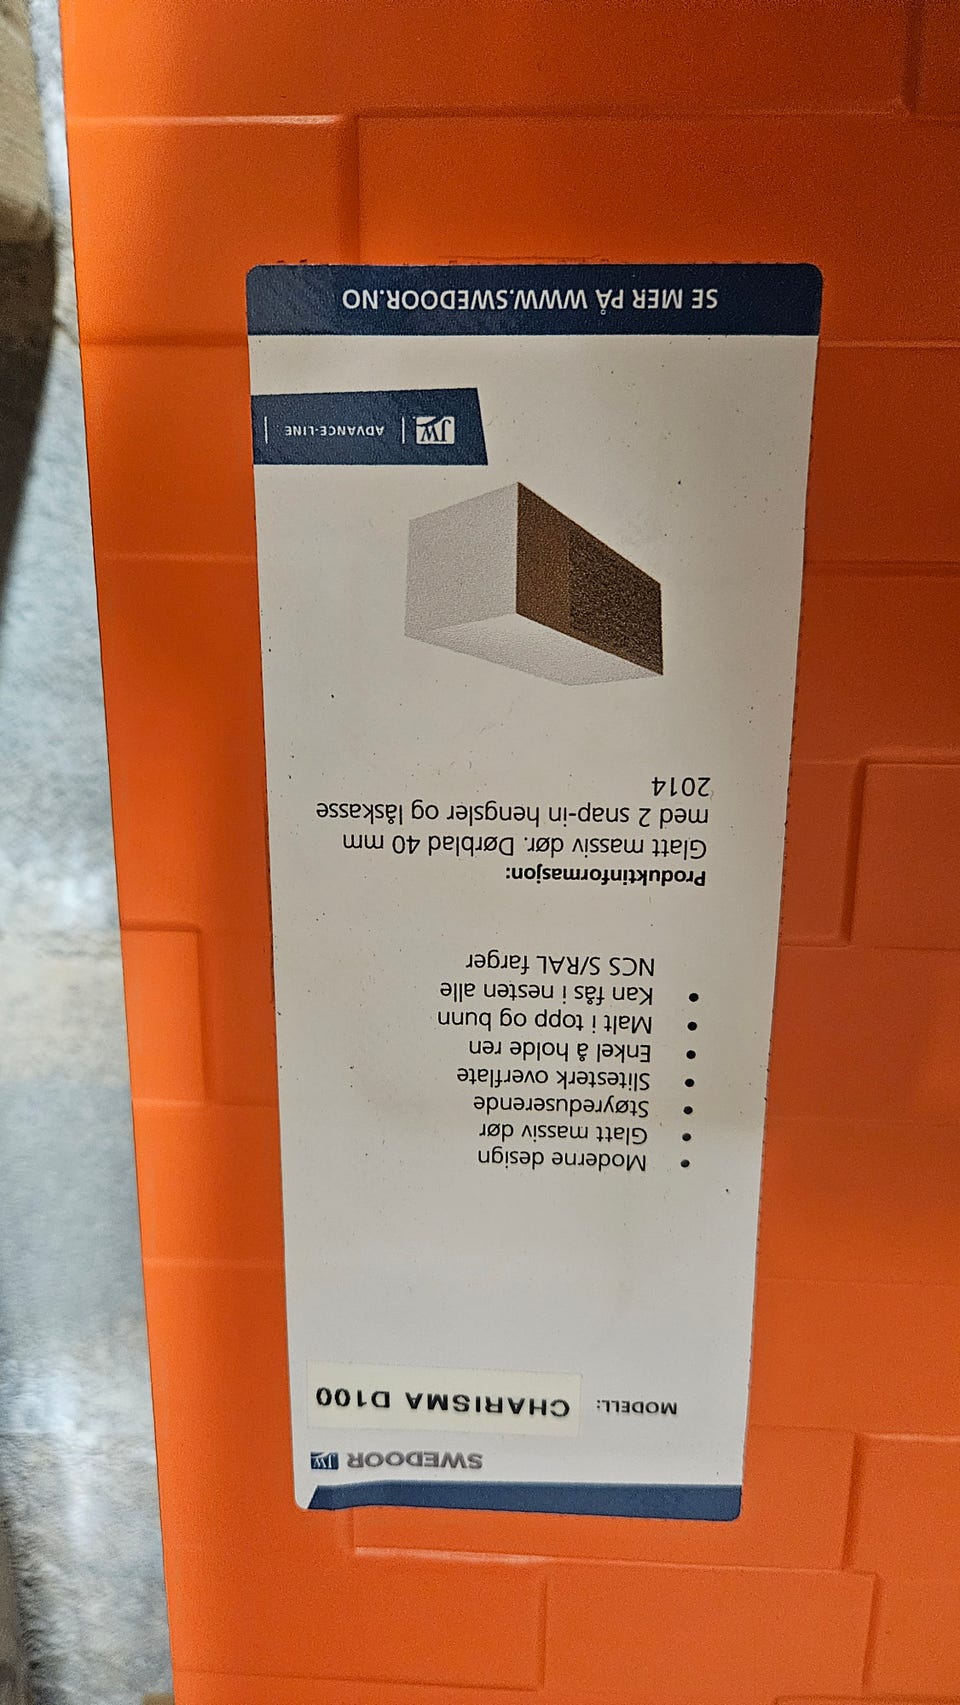 SWEDOOR JW
MODELL: CHARISMA D100
• Moderne design
• Glatt massiv dør
• Støyreduserende
• Slitesterk overflate
• Enkel å holde ren
• Malt i topp og bunn
• Kan fås i nesten alle
NCS S/RAL farger
Produktinformasjon:
Glatt massiv dør. Dørblad 40 mm
med 2 snap-in hengsler og låskasse
2014
JW | ADVANCE-LINE |
SE MER PÅ WWW.SWEDOOR.NO